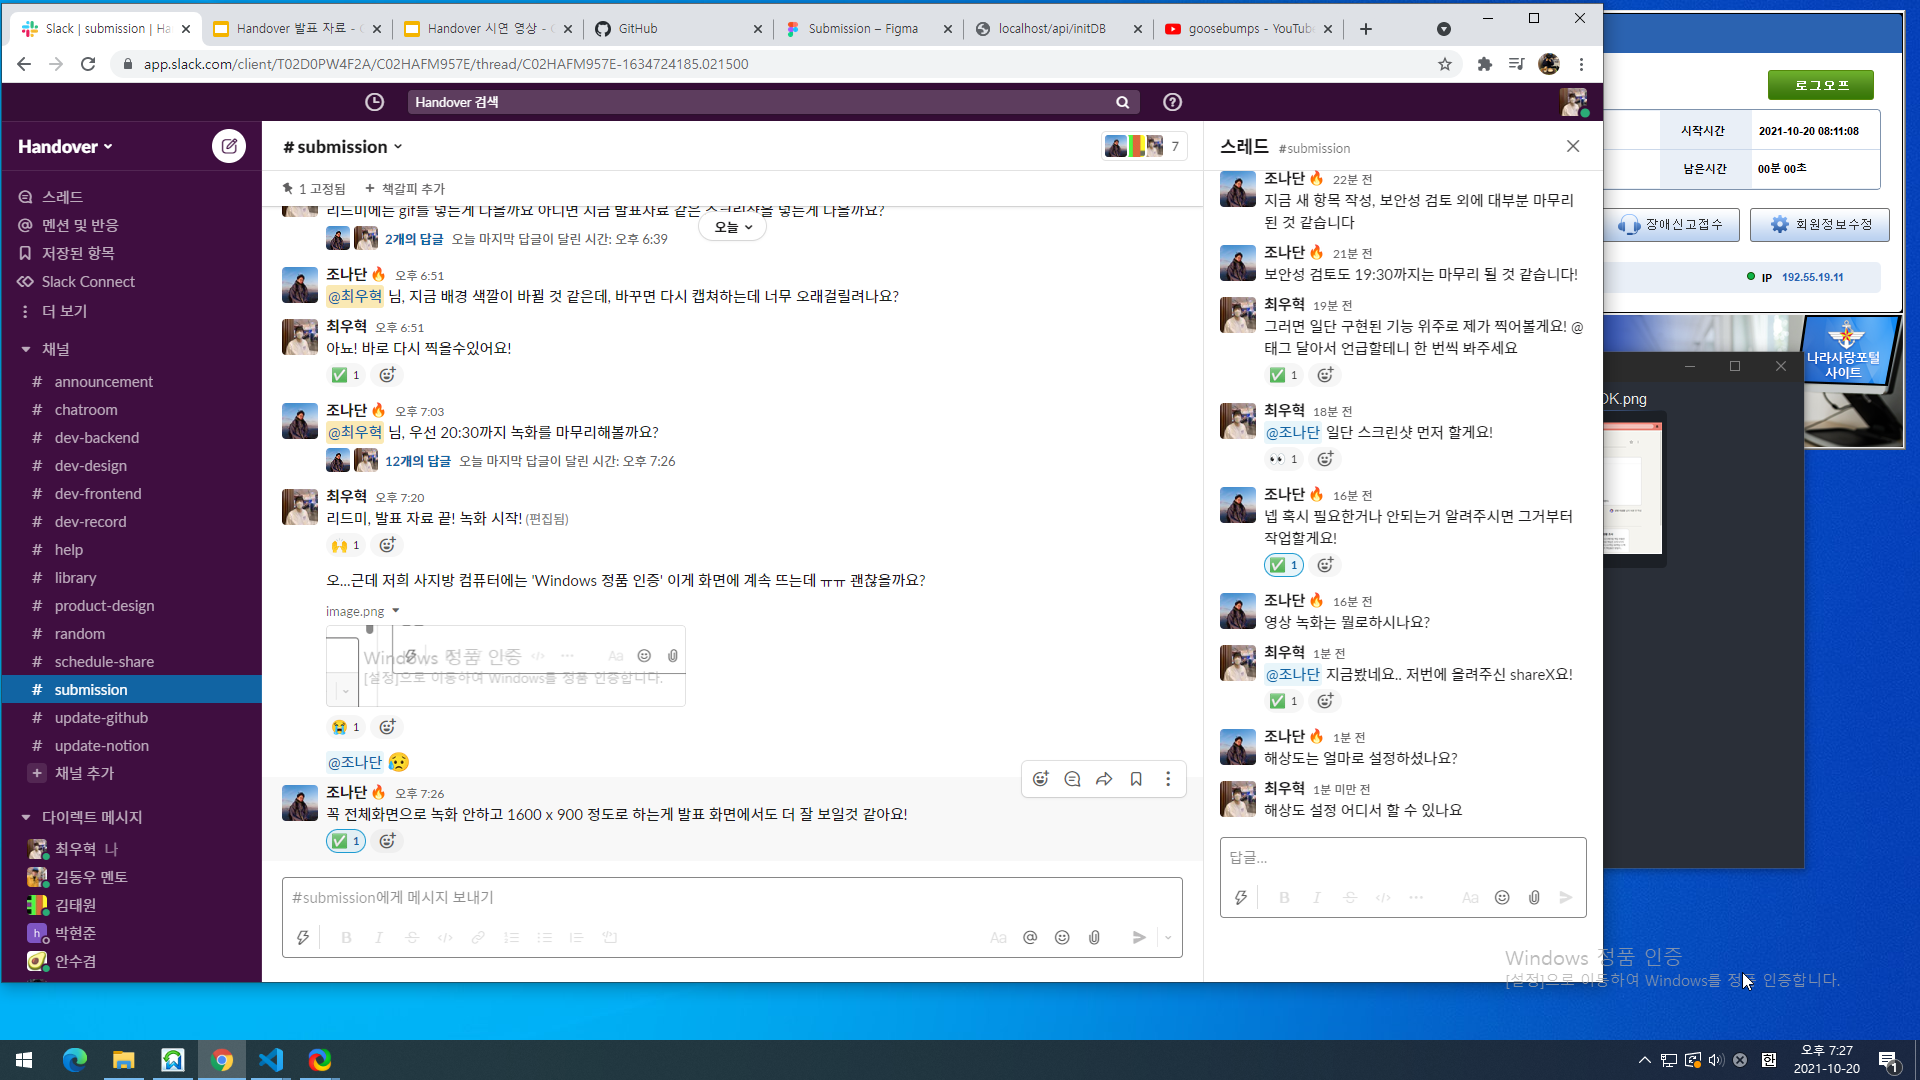 Slack | submission | Ha
Handover 발표 자료 - G
Handover 시연 영상 - G
GitHub
Submission – Figma
localhost/api/initDB
goosebumps - YouTube
app.slack.com/client/T02D0PW4F2A/C02HAFM957E/thread/C02HAFM957E-1634724185.021500
Handover 검색
Handover
스레드
멘션 및 반응
저장된 항목
Slack Connect
더 보기
채널
# announcement
# chatroom
# dev-backend
# dev-design
# dev-frontend
# dev-record
# help
# library
# product-design
# random
# schedule-share
# submission
# update-github
# update-notion
+ 채널 추가
다이렉트 메시지
최우혁 나
김동우 멘토
김태원
h 박현준
안수겸
# submission
7
1 고정됨 + 책갈피 추가
리드미에는 gif를 넣는게 나을까요 아니면 지금 발표자료 같은 스크린샷을 넣는게 나을까요?
오늘
2개의 답글 오늘 마지막 답글이 달린 시간: 오후 6:39
조나단🔥 오후 6:51
@최우혁 님, 지금 배경 색깔이 바뀔 것 같은데, 바꾸면 다시 캡쳐하는데 너무 오래걸릴려나요?
최우혁 오후 6:51
아뇨! 바로 다시 찍을수있어요!
✅ 1
조나단🔥 오후 7:03
@최우혁 님, 우선 20:30까지 녹화를 마무리해볼까요?
12개의 답글 오늘 마지막 답글이 달린 시간: 오후 7:26
최우혁 오후 7:20
리드미, 발표 자료 끝! 녹화 시작! (편집됨)
🙌 1
오...근데 저희 사지방 컴퓨터에는 'Windows 정품 인증' 이게 화면에 계속 뜨는데 ㅠㅠ 괜찮을까요?
image.png
Windows 정품 인증
[설정]으로 이동하여 Windows를 정품 인증합니다.
Aa
😭 1
@조나단 😥
조나단🔥 오후 7:26
꼭 전체화면으로 녹화 안하고 1600 x 900 정도로 하는게 발표 화면에서도 더 잘 보일것 같아요!
✅ 1
#submission에게 메시지 보내기
B I S </> Aa @
스레드 #submission
조나단🔥 22분 전
지금 새 항목 작성, 보안성 검토 외에 대부분 마무리
된 것 같습니다
조나단🔥 21분 전
보안성 검토도 19:30까지는 마무리 될 것 같습니다!
최우혁 19분 전
그러면 일단 구현된 기능 위주로 제가 찍어볼게요! @
태그 달아서 언급할테니 한 번씩 봐주세요
✅ 1
최우혁 18분 전
@조나단 일단 스크린샷 먼저 할게요!
👀 1
조나단🔥 16분 전
넵 혹시 필요한거나 안되는거 알려주시면 그거부터
작업할게요!
✅ 1
조나단🔥 16분 전
영상 녹화는 뭘로하시나요?
최우혁 1분 전
@조나단 지금봤네요.. 저번에 올려주신 shareX요!
✅ 1
조나단🔥 1분 전
해상도는 얼마로 설정하셨나요?
최우혁 1분 미만 전
해상도 설정 어디서 할 수 있나요
답글...
B I S </> Aa
로그오프
시작시간 2021-10-20 08:11:08
남은시간 00분 00초
장애신고접수
회원정보수정
IP 192.55.19.11
나라사랑포털
사이트
OK.png
Windows 정품 인증
[설정]으로 이동하여 Windows를 정품 인증합니다.
한
오후 7:27
2021-10-20
1